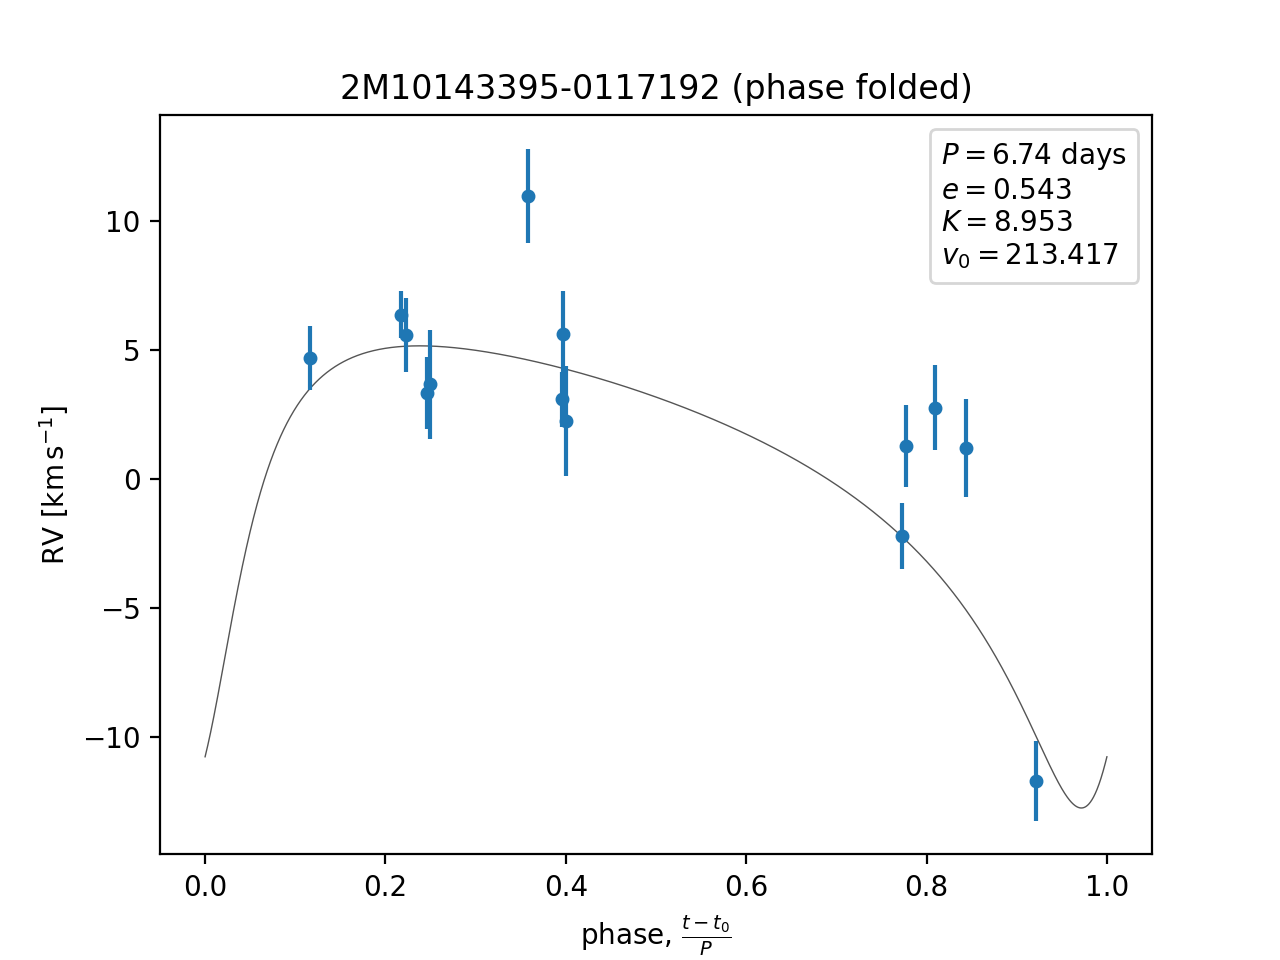 2M10143395-0117192 (phase folded)
P = 6.74 days
e = 0.543
K = 8.953
v₀ = 213.417
RV [km s⁻¹]
10
5
0
−5
−10
0.0 0.2 0.4 0.6 0.8 1.0
phase, (t − t₀)/P